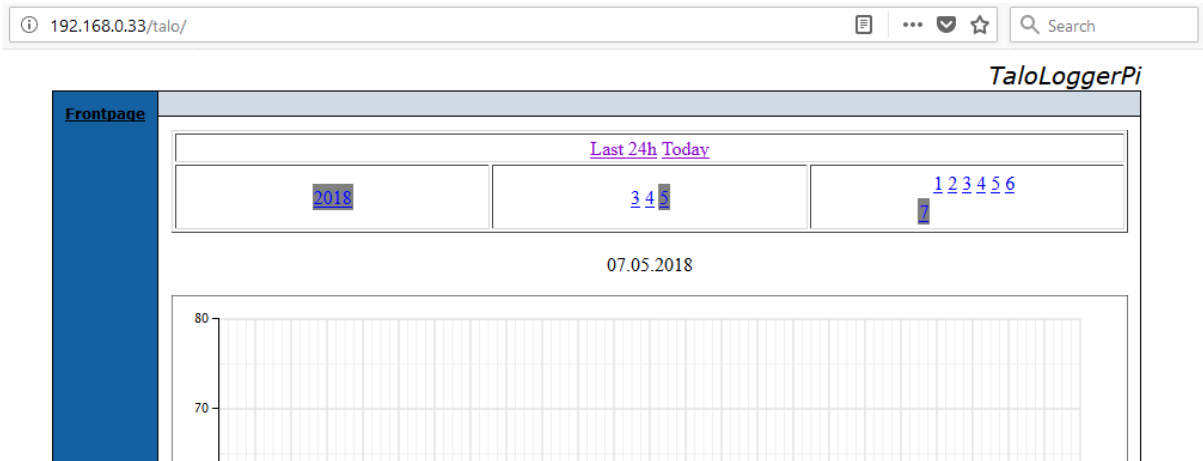 192.168.0.33/talo/
Search
TaloLoggerPi
Frontpage
Last 24h Today
2018
3 4 5
1 2 3 4 5 6
7
07.05.2018
80
70